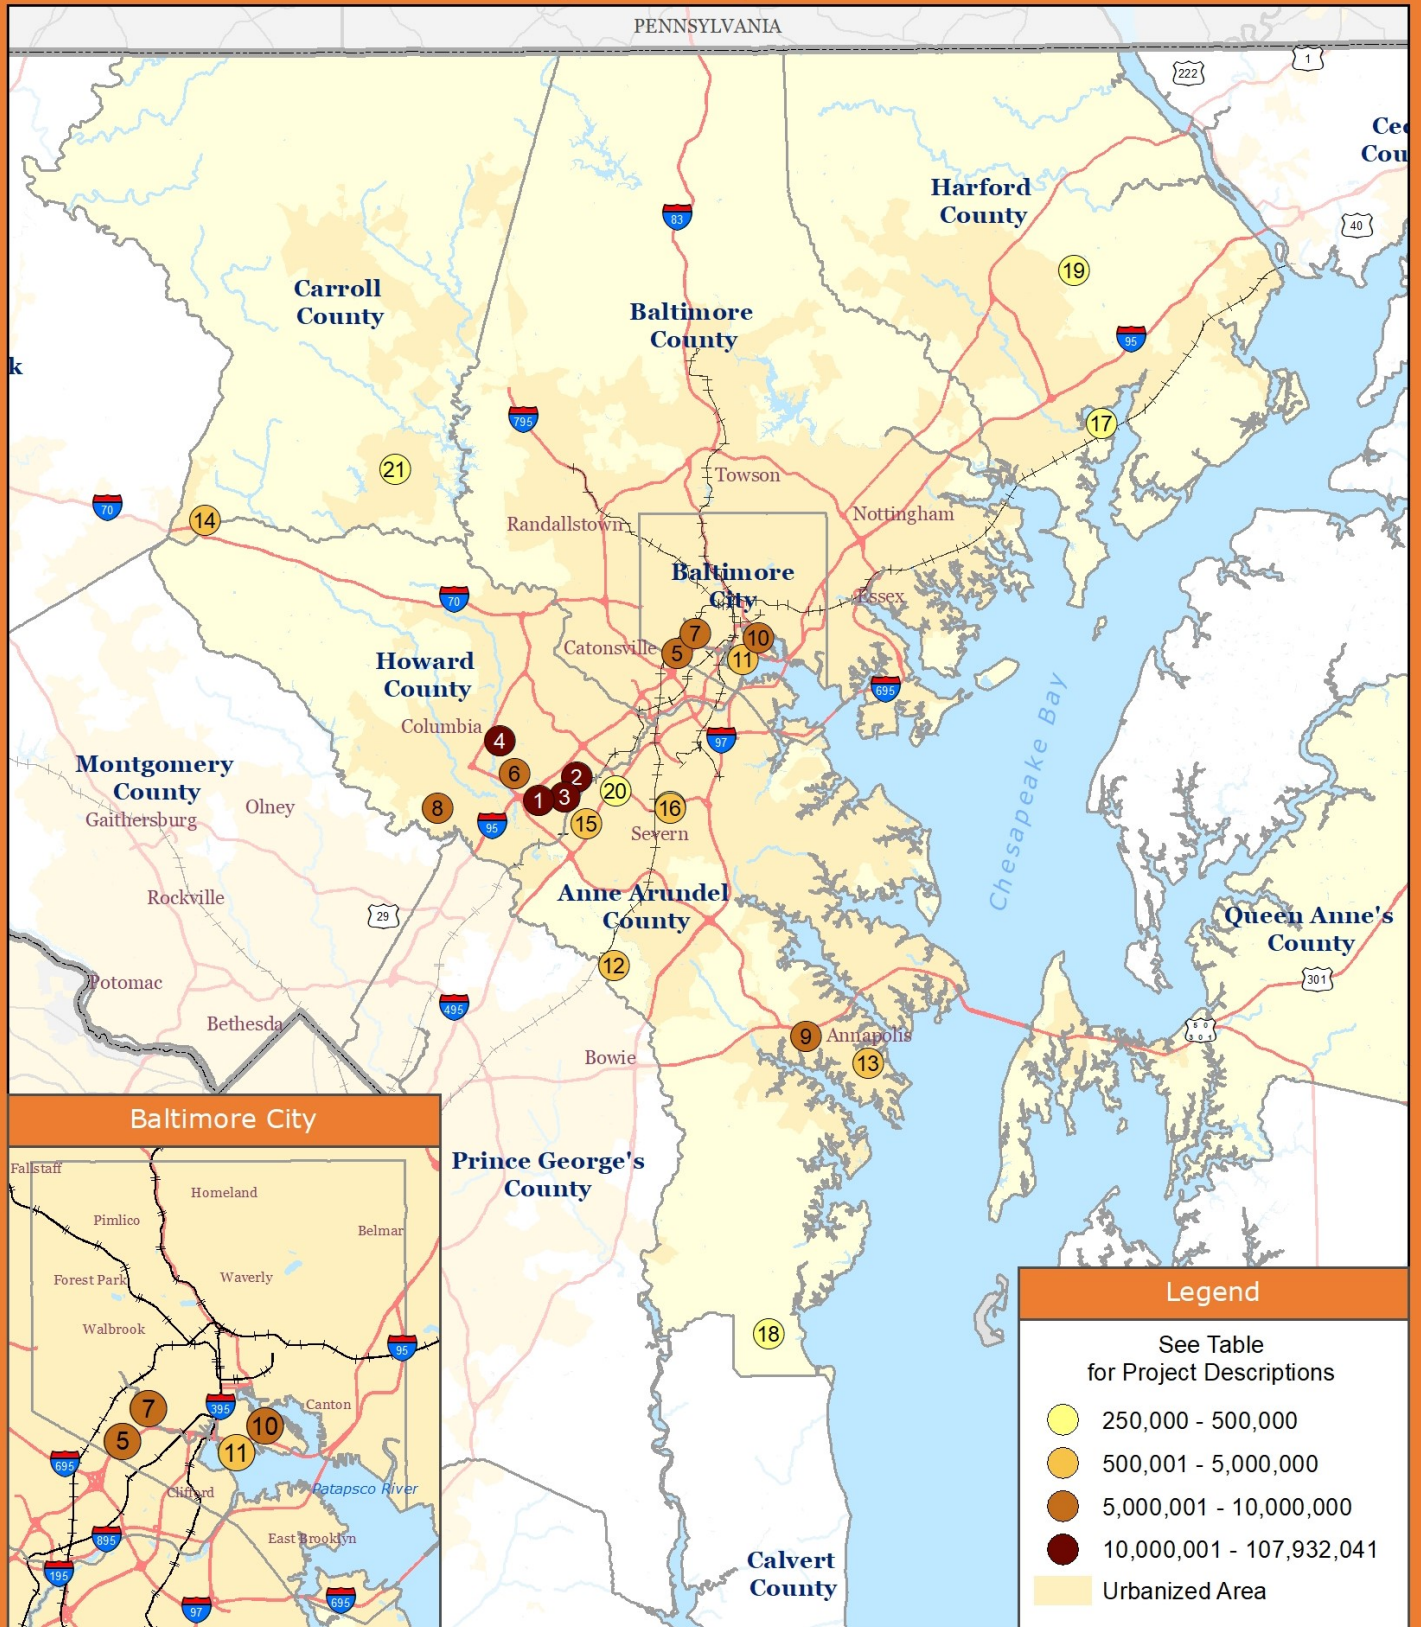 PENNSYLVANIA
222
1
Cec
Cou
Harford
County
83
40
19
Carroll
County
Baltimore
County
95
k
795
17
21
Towson
70
14
Randallstown
Nottingham
Baltimore
City
70
Essex
7
10
Catonsville
5
11
Howard
County
695
Columbia
4
97
Montgomery
County
6
2
20
1
3
Olney
8
16
Gaithersburg
95
15
Severn
Chesapeake Bay
Rockville
Anne Arundel
County
29
Queen Anne's
County
12
Potomac
301
495
Bethesda
50
301
9
Annapolis
Bowie
13
Prince George's
County
18
Calvert
County
Baltimore City
Fallstaff
Homeland
Pimlico
Belmar
Forest Park
Waverly
Walbrook
95
7
395
Canton
10
5
11
695
Clifford
Patapsco River
895
East Brooklyn
195
97
695
Legend
See Table
for Project Descriptions
250,000 - 500,000
500,001 - 5,000,000
5,000,001 - 10,000,000
10,000,001 - 107,932,041
Urbanized Area